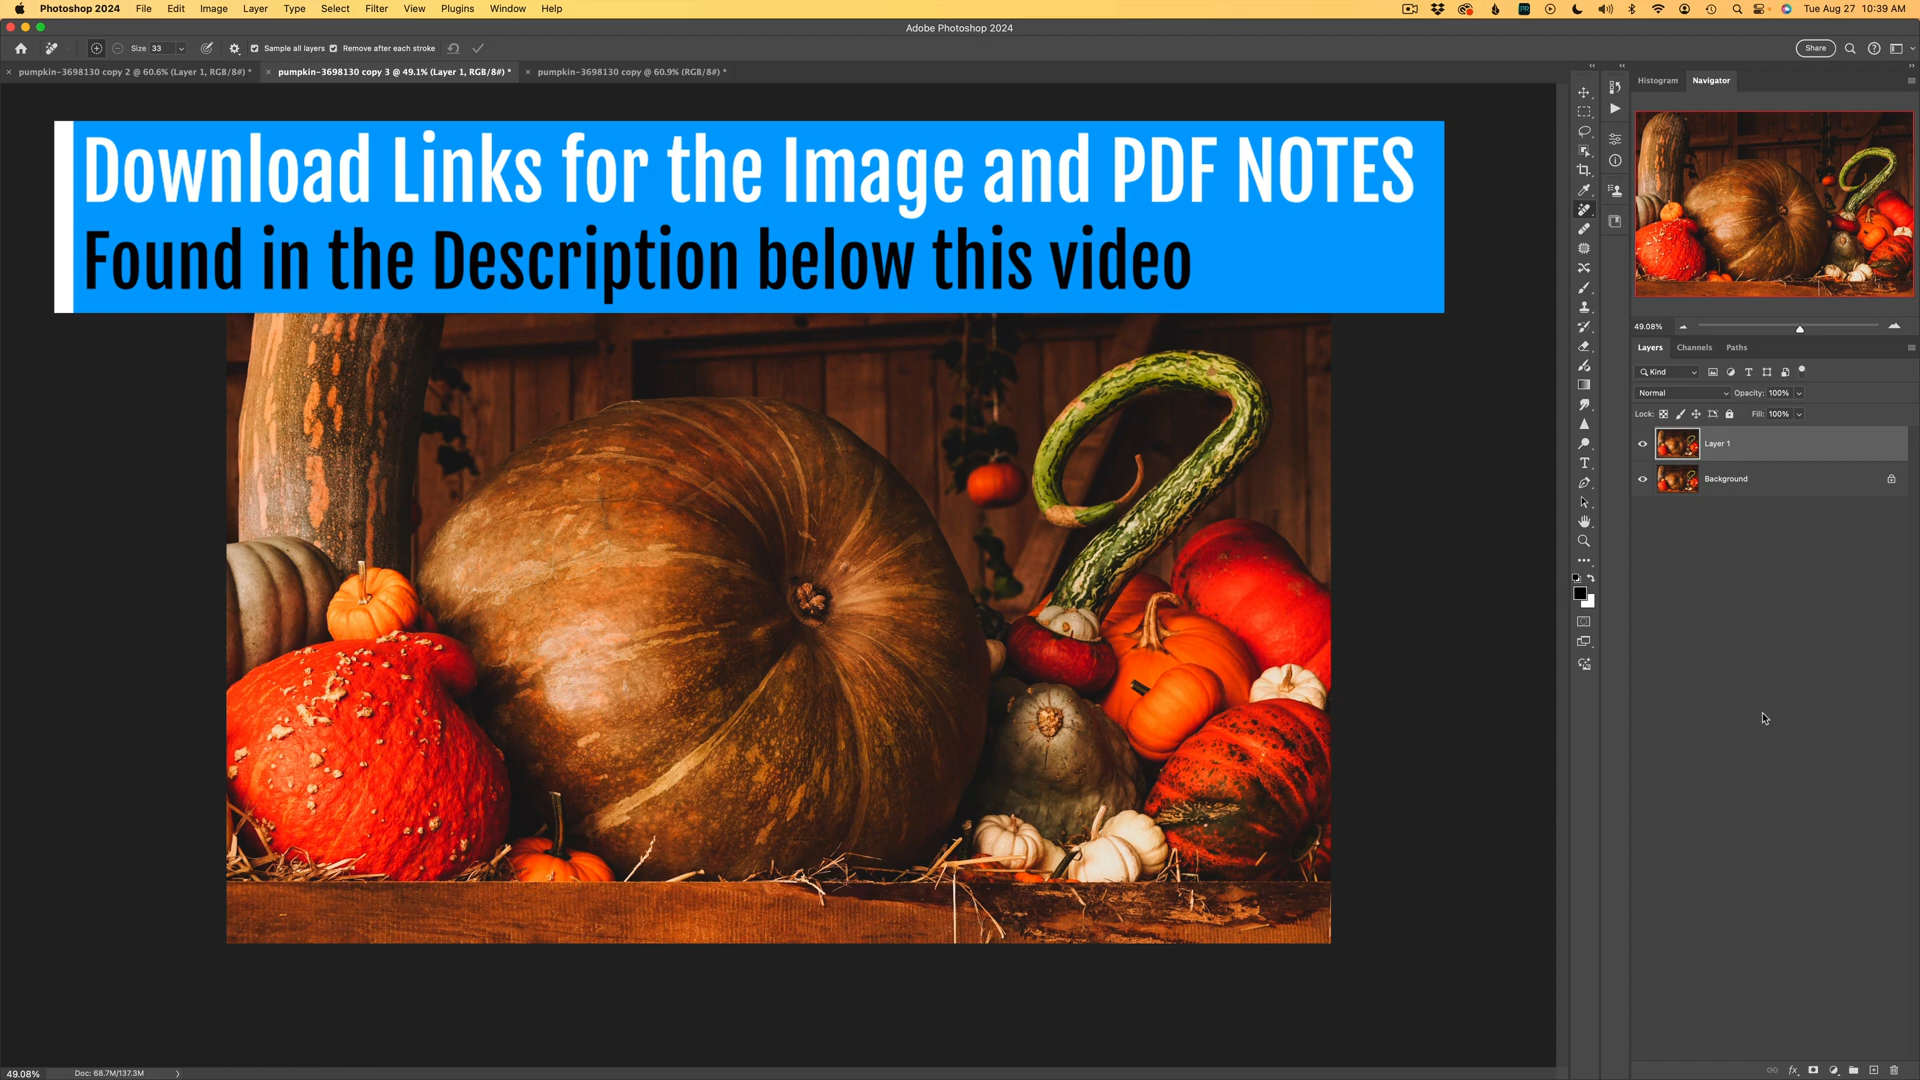 Photoshop 2024 File Edit Image Layer Type Select Filter View Plugins Window Help Tue Aug 27 10:39 AM
Adobe Photoshop 2024
Size 33 Sample all layers Remove after each stroke Share
pumpkin-3698130 copy 2 @ 60.6% (Layer 1, RGB/8#) * pumpkin-3698130 copy 3 @ 49.1% (Layer 1, RGB/8#) * pumpkin-3698130 copy @ 60.9% (RGB/8#) *
Histogram Navigator
Download Links for the Image and PDF NOTES
Found in the Description below this video
49.08%
Layers Channels Paths
Kind
Normal Opacity: 100%
Lock: Fill: 100%
Layer 1
Background
49.08% Doc: 68.7M/137.3M